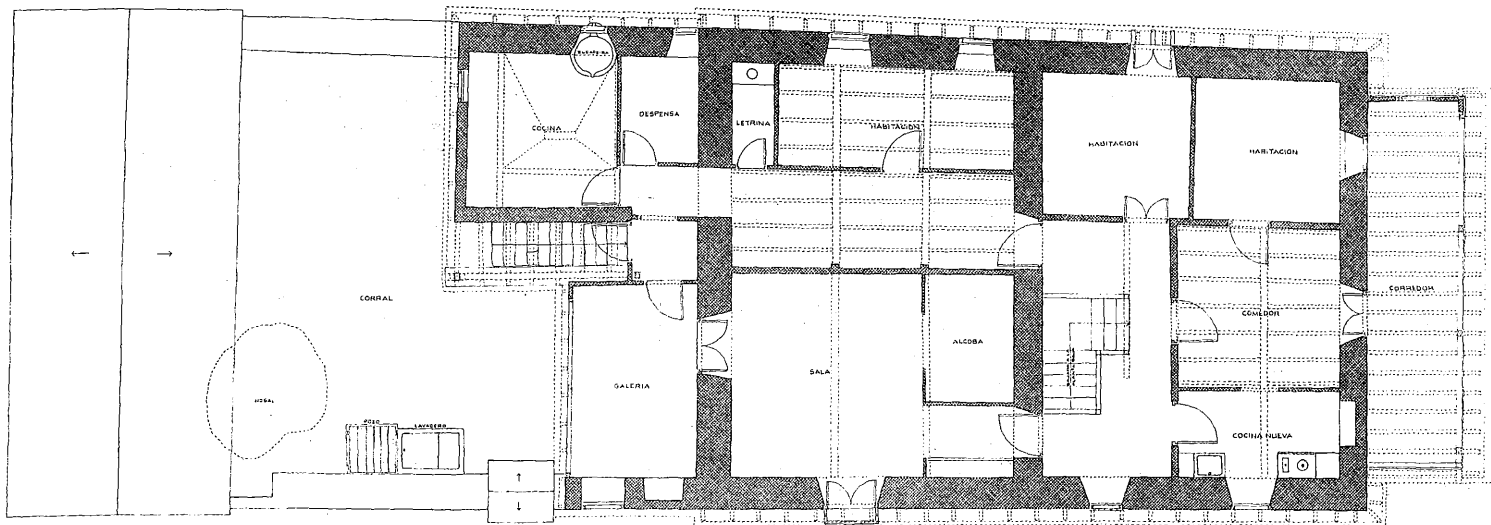 COCINA
DESPENSA
LETRINA
HABITACION
HABITACION
HABITACION
CORRAL
GALERIA
SALA
ALCOBA
COMEDOR
CORREDOR
NOGAL
POZO
LAVADERO
COCINA NUEVA